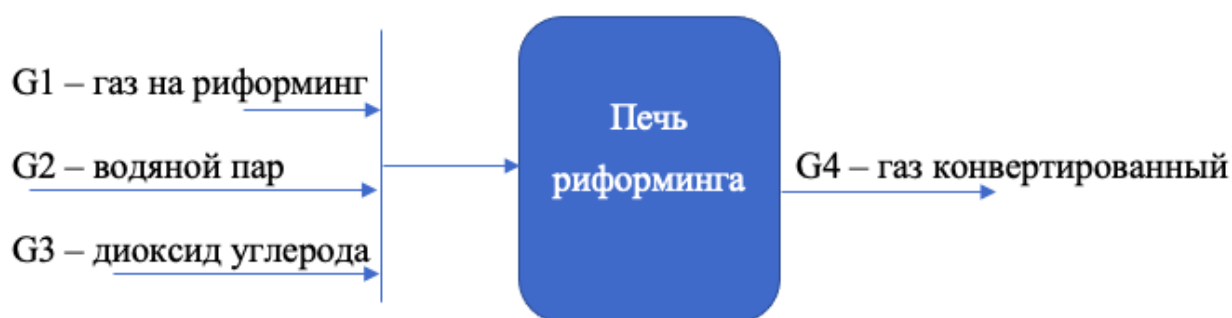 G1 – газ на риформинг
G2 – водяной пар
G3 – диоксид углерода
Печь
риформинга
G4 – газ конвертированный